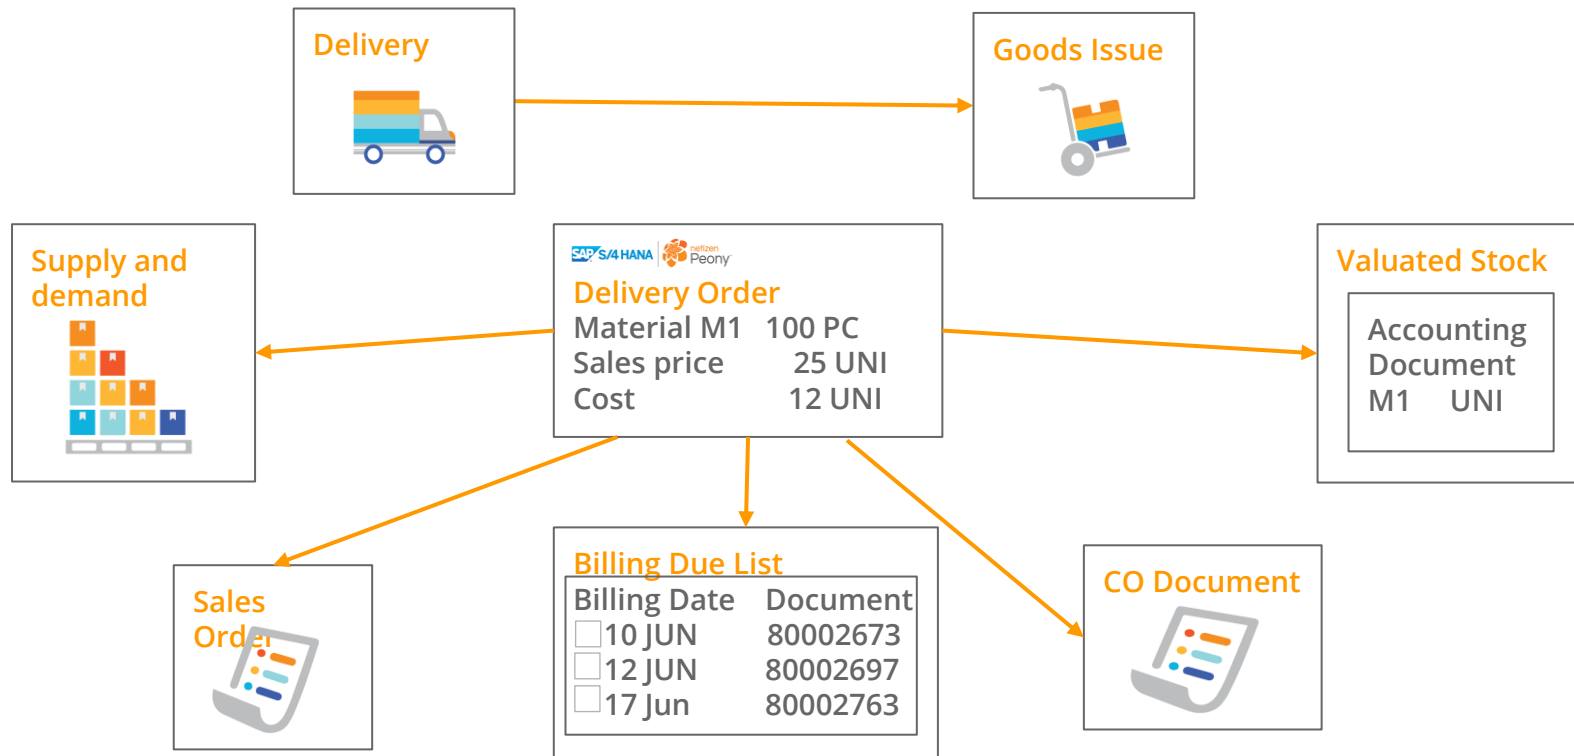 Delivery
Goods Issue
Supply and
demand
SAP S/4 HANA netizen
Peony
Delivery Order
Material M1 100 PC
Sales price 25 UNI
Cost 12 UNI
Valuated Stock
Accounting
Document
M1 UNI
Sales
Order
Billing Due List
Billing Date Document
10 JUN 80002673
12 JUN 80002697
17 Jun 80002763
CO Document